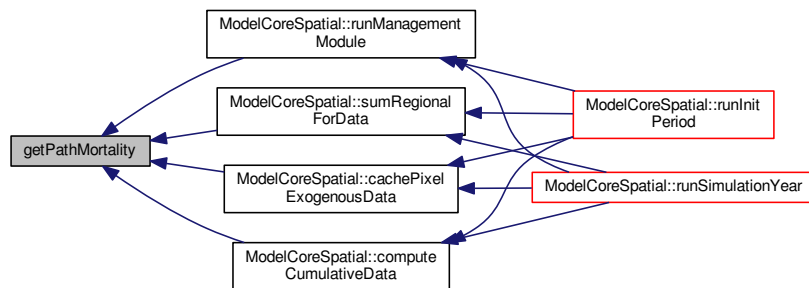 ModelCoreSpatial::runManagement
Module
ModelCoreSpatial::sumRegional
ForData
ModelCoreSpatial::runInit
Period
getPathMortality
ModelCoreSpatial::cachePixel
ExogenousData
ModelCoreSpatial::runSimulationYear
ModelCoreSpatial::compute
CumulativeData